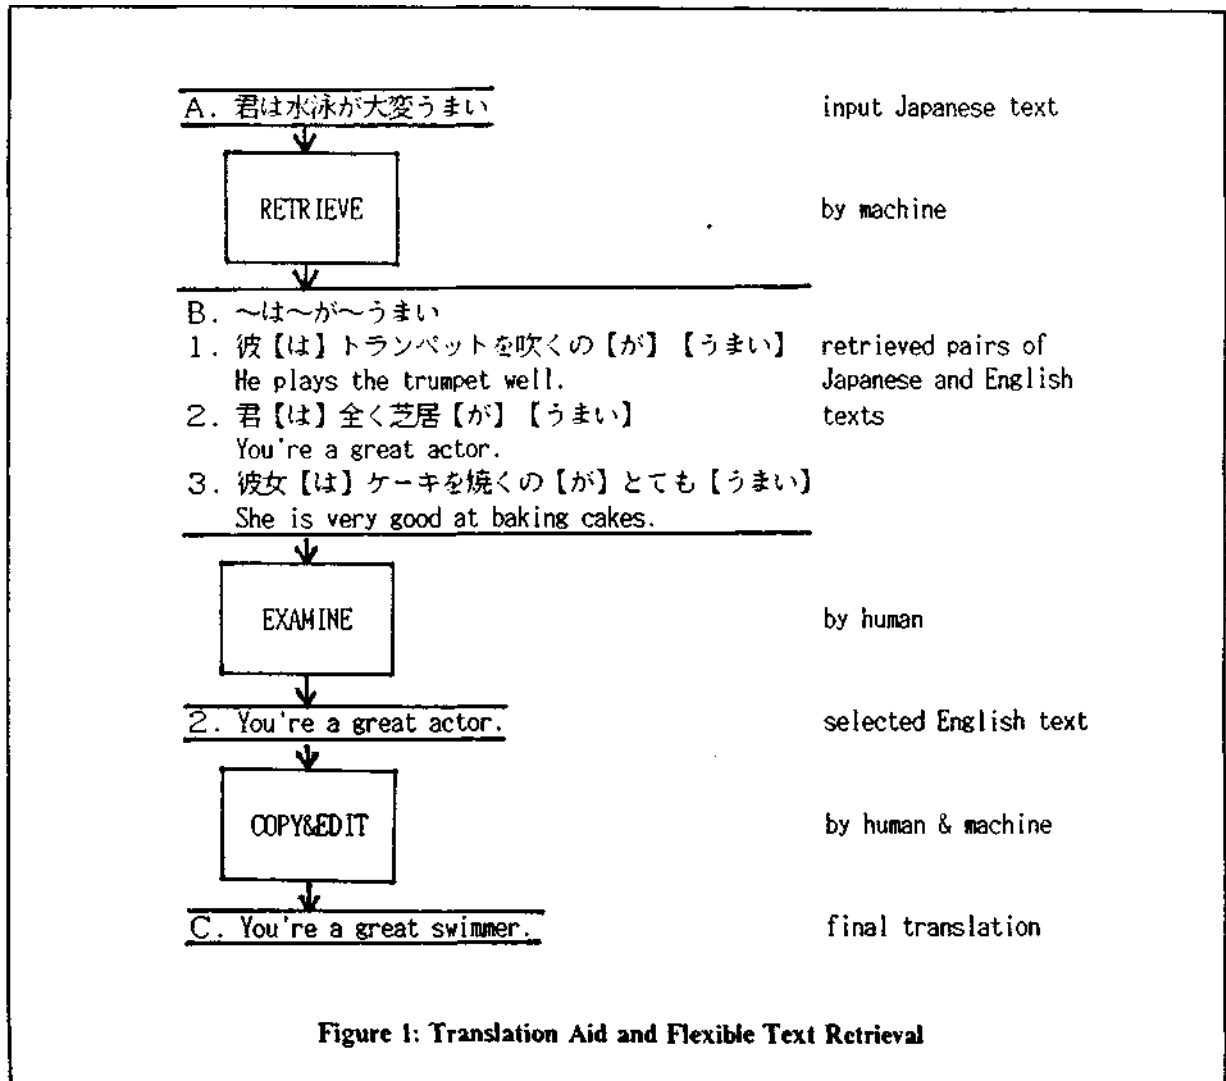 A. 君は水泳が大変うまい input Japanese text
RETRIEVE by machine
B. ～は～が～うまい
1. 彼【は】トランペットを吹くの【が】【うまい】 retrieved pairs of
He plays the trumpet well. Japanese and English
2. 君【は】全く芝居【が】【うまい】 texts
You're a great actor.
3. 彼女【は】ケーキを焼くの【が】とても【うまい】
She is very good at baking cakes.
EXAMINE by human
2. You're a great actor. selected English text
COPY&EDIT by human & machine
C. You're a great swimmer. final translation
Figure 1: Translation Aid and Flexible Text Retrieval